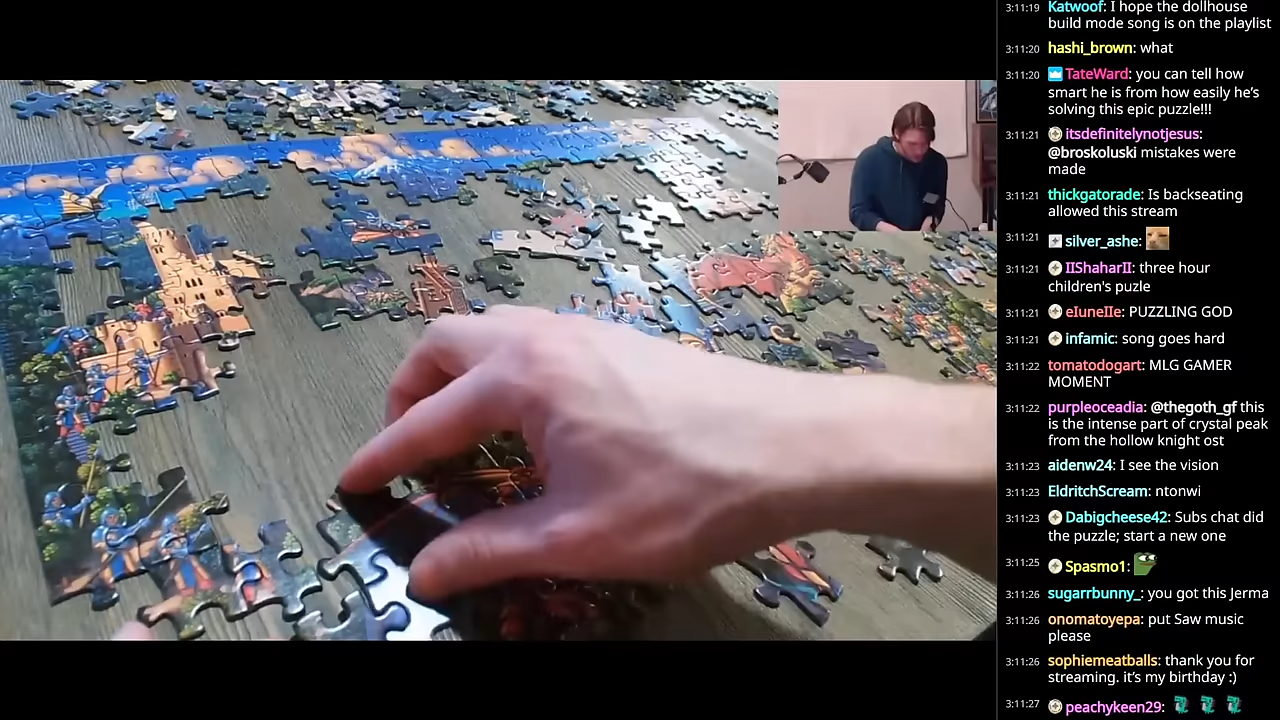 3:11:19 Katwoof: I hope the dollhouse
build mode song is on the playlist
3:11:20 hashi_brown: what
3:11:20 TateWard: you can tell how
smart he is from how easily he's
solving this epic puzzle!!!
3:11:21 itsdefinitelynotjesus:
@broskoluski mistakes were
made
3:11:21 thickgatorade: Is backseating
allowed this stream
3:11:21 silver_ashe:
3:11:21 IIShaharII: three hour
children's puzle
3:11:21 eIuneIIe: PUZZLING GOD
3:11:21 infamic: song goes hard
3:11:22 tomatodogart: MLG GAMER
MOMENT
3:11:22 purpleoceadia: @thegoth_gf this
is the intense part of crystal peak
from the hollow knight ost
3:11:23 aidenw24: I see the vision
3:11:23 EldritchScream: ntonwi
3:11:23 Dabigcheese42: Subs chat did
the puzzle; start a new one
3:11:25 Spasmo1:
3:11:26 sugarrbunny_: you got this Jerma
3:11:26 onomatoyepa: put Saw music
please
3:11:26 sophiemeatballs: thank you for
streaming. it's my birthday :)
3:11:27 peachykeen29: